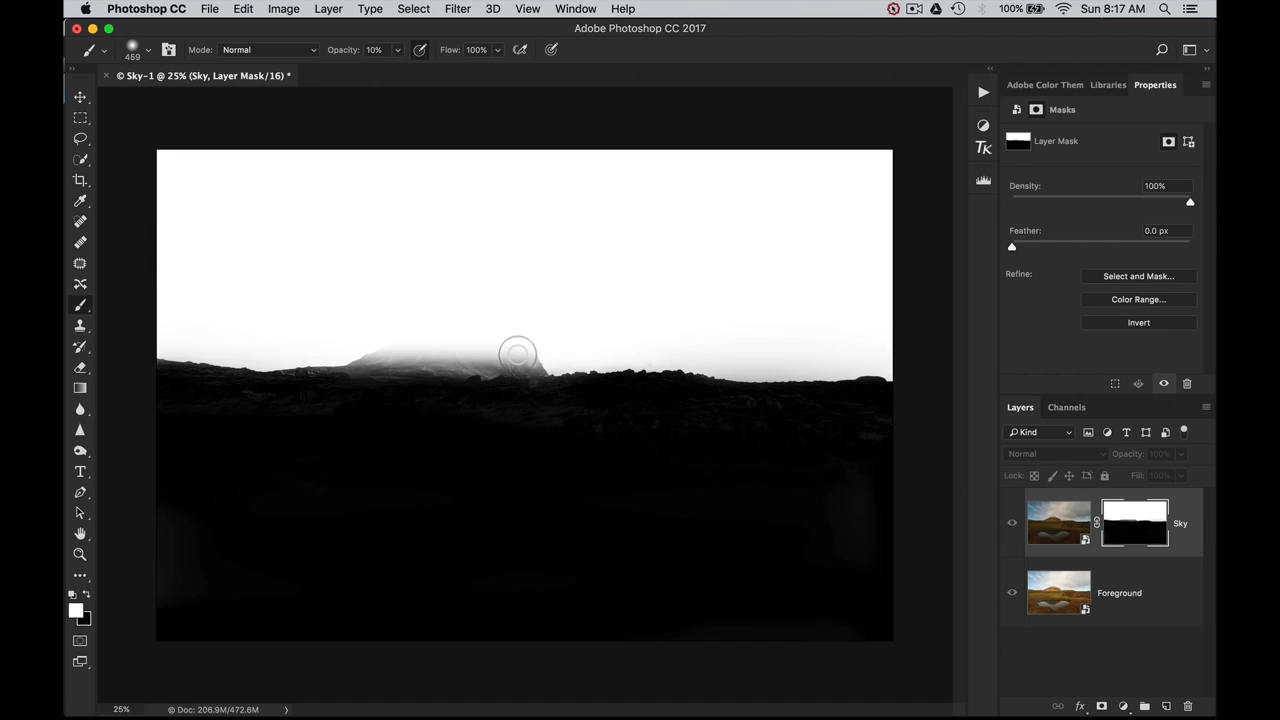 Photoshop CC File Edit Image Layer Type Select Filter 3D View Window Help 100% Sun 8:17 AM
Adobe Photoshop CC 2017
459 Mode: Normal Opacity: 10% Flow: 100%
© Sky-1 @ 25% (Sky, Layer Mask/16) *
Adobe Color Them Libraries Properties
Masks
Layer Mask
TK
Density: 100%
Feather: 0.0 px
Refine: Select and Mask...
Color Range...
Invert
Layers Channels
Kind
Normal Opacity: 100%
Lock: Fill: 100%
Sky
Foreground
25% © Doc: 206.9M/472.6M